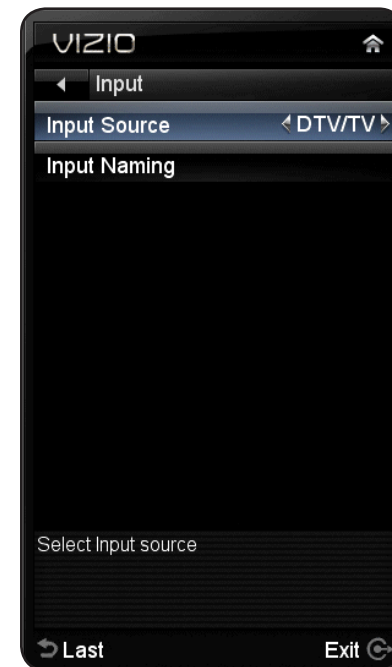 VIZIO
Input
Input Source DTV/TV
Input Naming
Select Input source
Last Exit